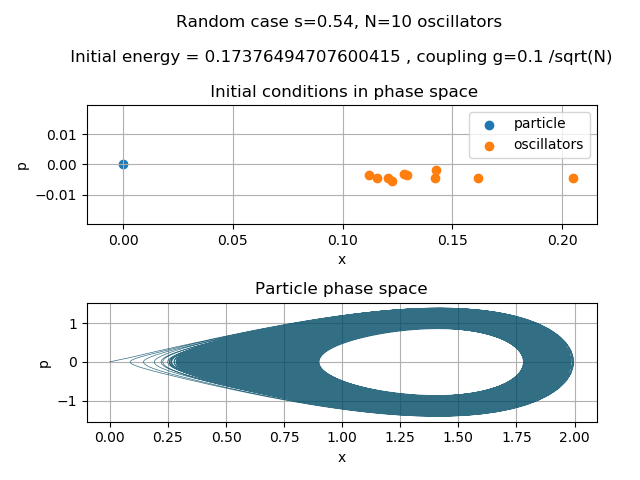 Random case s=0.54, N=10 oscillators
Initial energy = 0.17376494707600415 , coupling g=0.1 /sqrt(N)
Initial conditions in phase space
particle
oscillators
0.01
0.00
−0.01
p
0.00 0.05 0.10 0.15 0.20
x
Particle phase space
1
0
−1
p
0.00 0.25 0.50 0.75 1.00 1.25 1.50 1.75 2.00
x